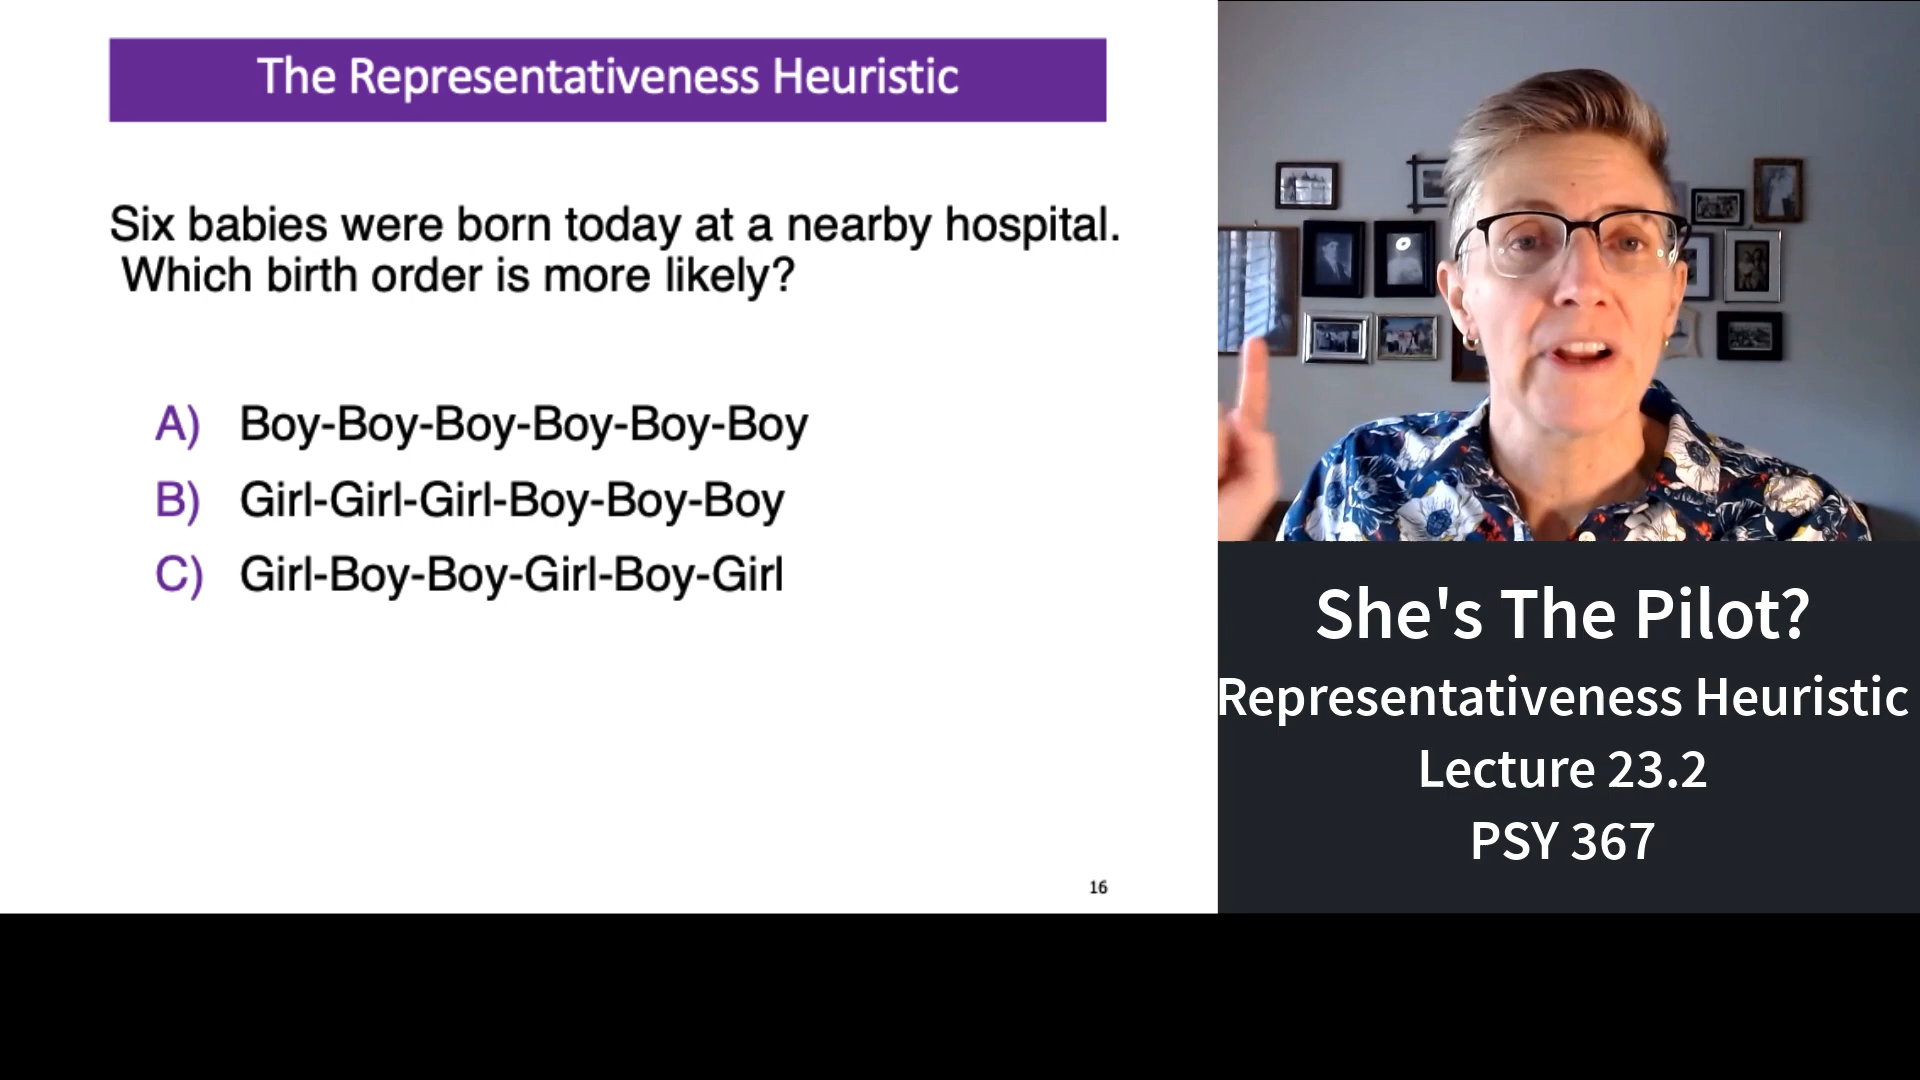 The Representativeness Heuristic
Six babies were born today at a nearby hospital.
Which birth order is more likely?
A) Boy-Boy-Boy-Boy-Boy-Boy
B) Girl-Girl-Girl-Boy-Boy-Boy
C) Girl-Boy-Boy-Girl-Boy-Girl
16
She's The Pilot?
Representativeness Heuristic
Lecture 23.2
PSY 367